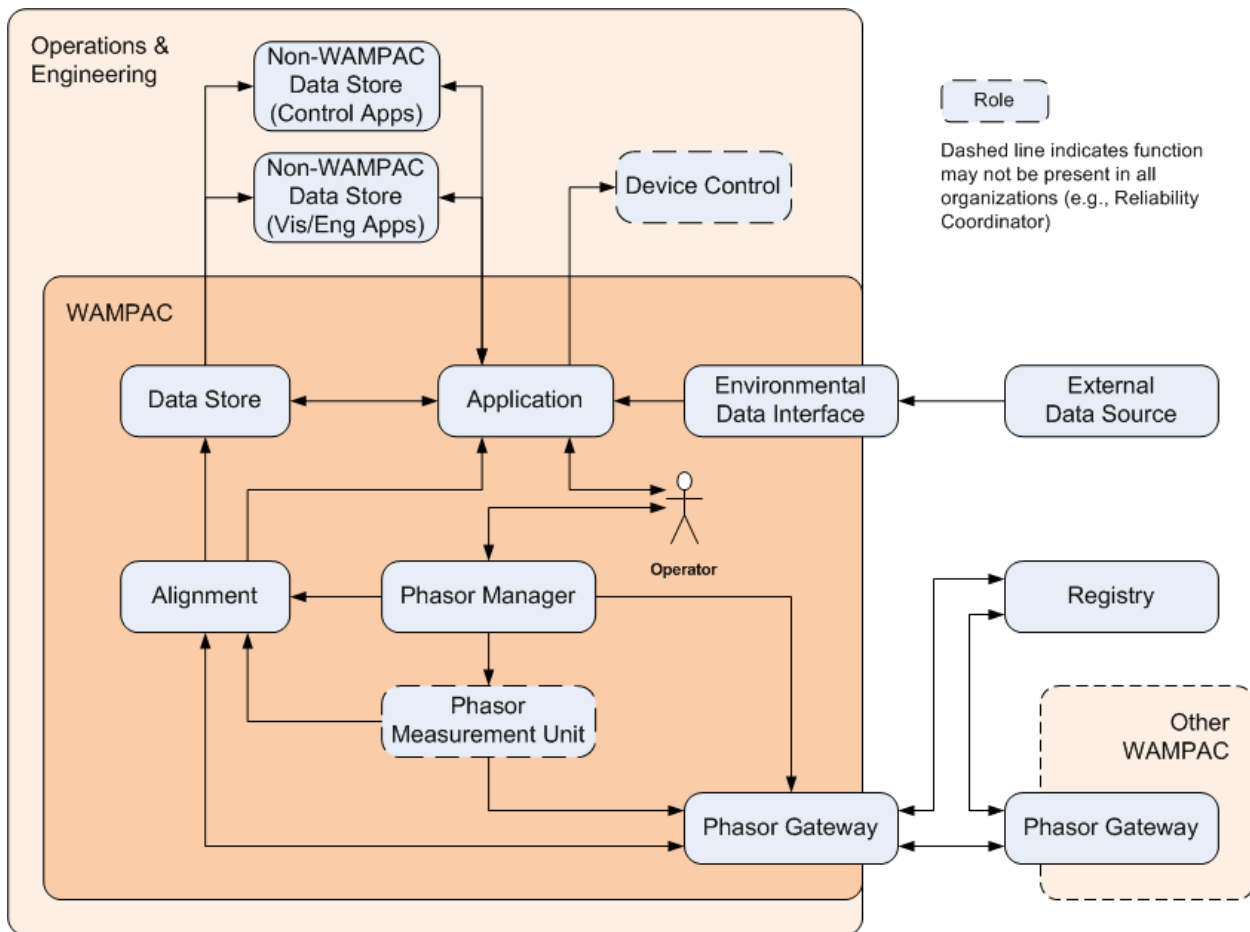 Operations &
Engineering
Non-WAMPAC
Data Store
(Control Apps)
Non-WAMPAC
Data Store
(Vis/Eng Apps)
Device Control
Role
Dashed line indicates function
may not be present in all
organizations (e.g., Reliability
Coordinator)
WAMPAC
Data Store
Application
Environmental
Data Interface
External
Data Source
Operator
Alignment
Phasor Manager
Registry
Phasor
Measurement Unit
Other
WAMPAC
Phasor Gateway
Phasor Gateway